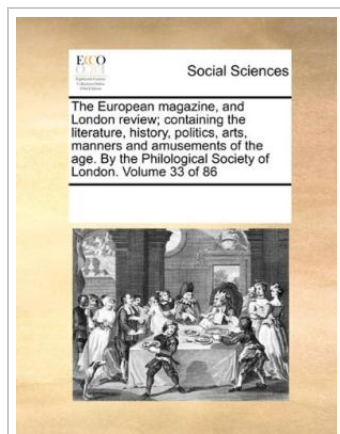 ECCO
Social Sciences
The European magazine, and
London review; containing the
literature, history, politics, arts,
manners and amusements of the
age. By the Philological Society of
London. Volume 33 of 86